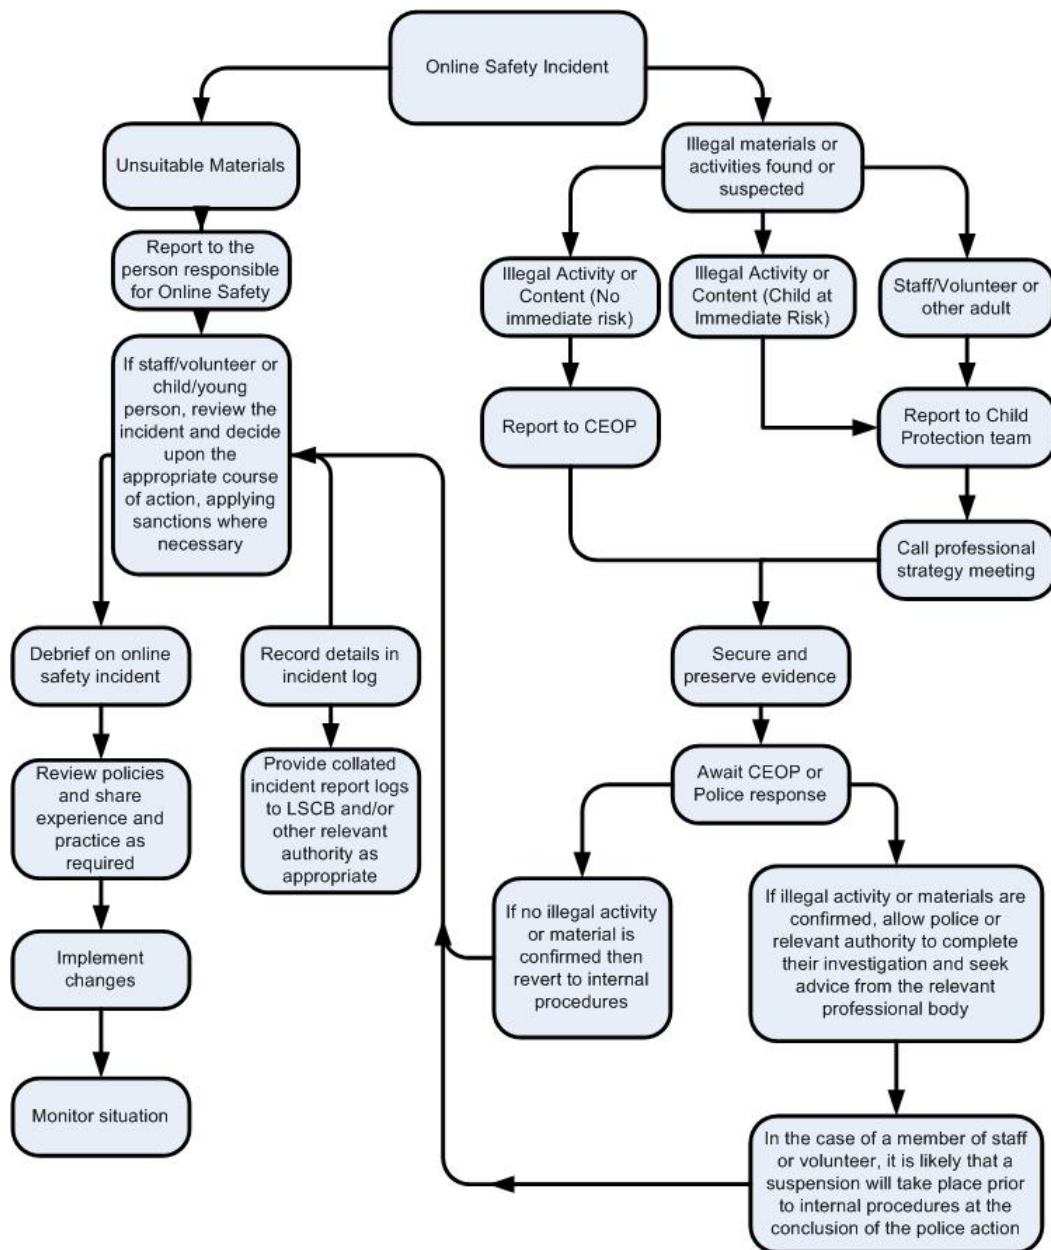 Online Safety Incident
Unsuitable Materials
Illegal materials or
activities found or
suspected
Report to the
person responsible
for Online Safety
Illegal Activity or
Content (No
immediate risk)
Illegal Activity or
Content (Child at
Immediate Risk)
Staff/Volunteer or
other adult
If staff/volunteer or
child/young
person, review the
incident and decide
upon the
appropriate course
of action, applying
sanctions where
necessary
Report to CEOP
Report to Child
Protection team
Call professional
strategy meeting
Debrief on online
safety incident
Record details in
incident log
Secure and
preserve evidence
Review policies
and share
experience and
practice as
required
Provide collated
incident report logs
to LSCB and/or
other relevant
authority as
appropriate
Await CEOP or
Police response
If no illegal activity
or material is
confirmed then
revert to internal
procedures
If illegal activity or materials are
confirmed, allow police or
relevant authority to complete
their investigation and seek
advice from the relevant
professional body
Implement
changes
Monitor situation
In the case of a member of staff
or volunteer, it is likely that a
suspension will take place prior
to internal procedures at the
conclusion of the police action